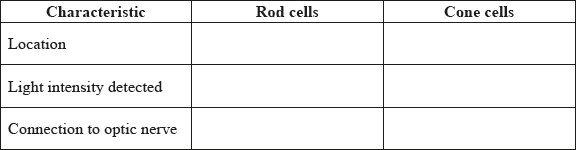 Characteristic Rod cells Cone cells
Location
Light intensity detected
Connection to optic nerve